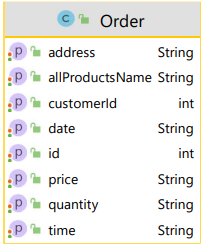 C Order
p address String
p allProductsName String
p customerId int
p date String
p id int
p price String
p quantity String
p time String